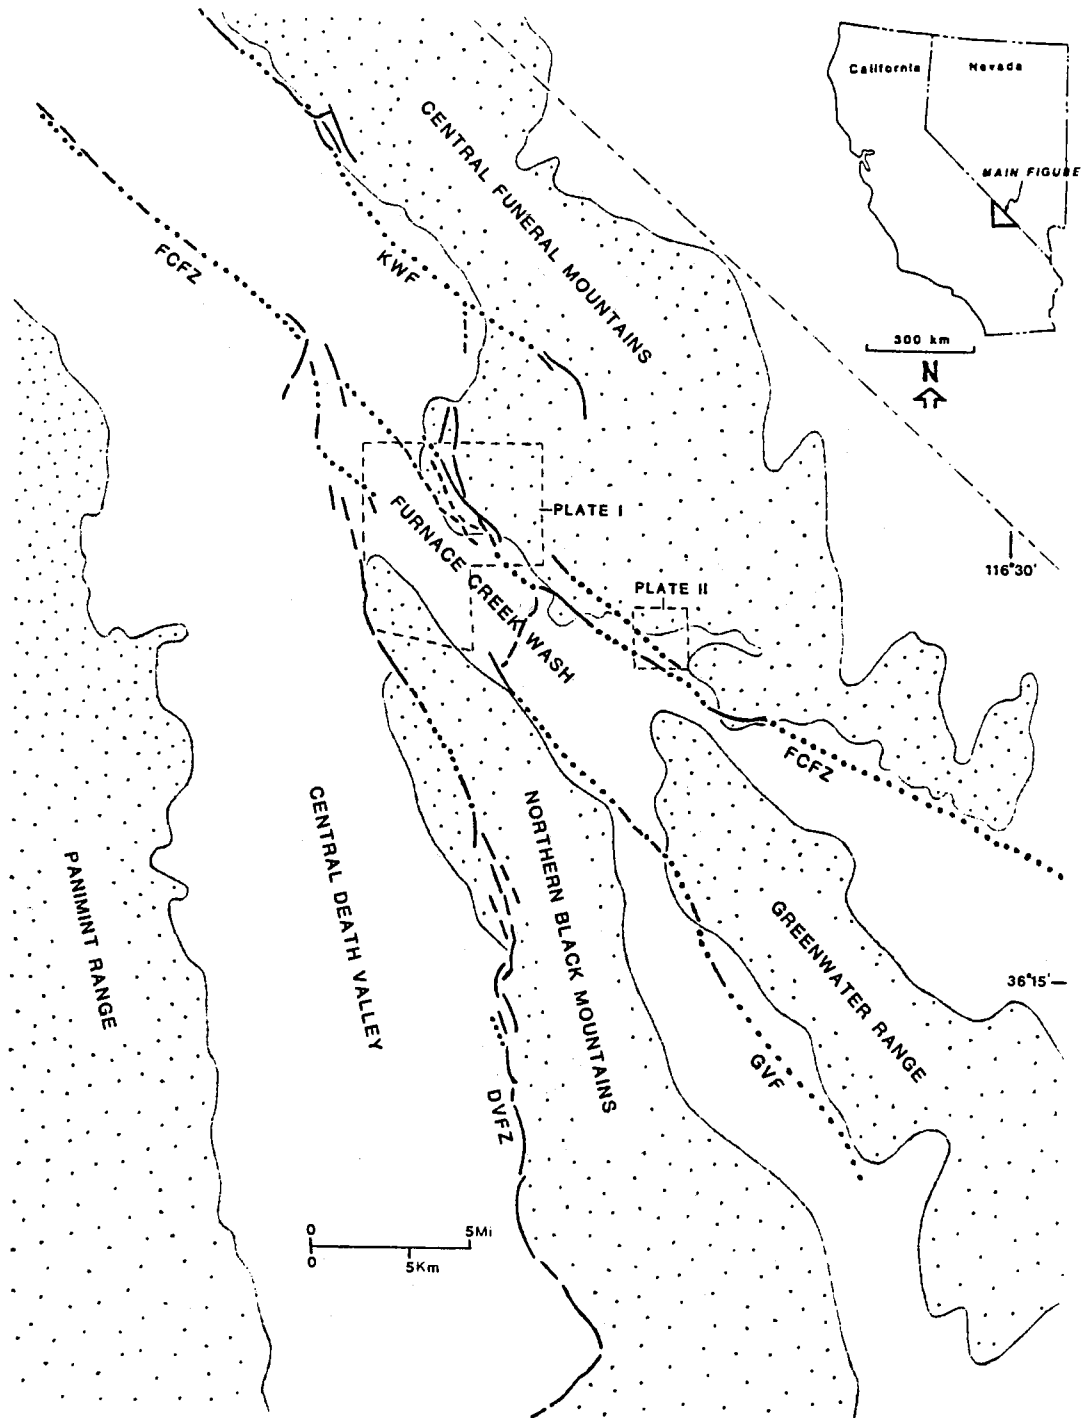 California
Nevada
MAIN FIGURE
300 km
N
CENTRAL FUNERAL MOUNTAINS
FCFZ
KWF
PLATE I
FURNACE CREEK WASH
PLATE II
116°30'
FCFZ
PANIMINT RANGE
CENTRAL DEATH VALLEY
NORTHERN BLACK MOUNTAINS
GREENWATER RANGE
36°15'
GVF
DVFZ
0
5Mi
0
5Km